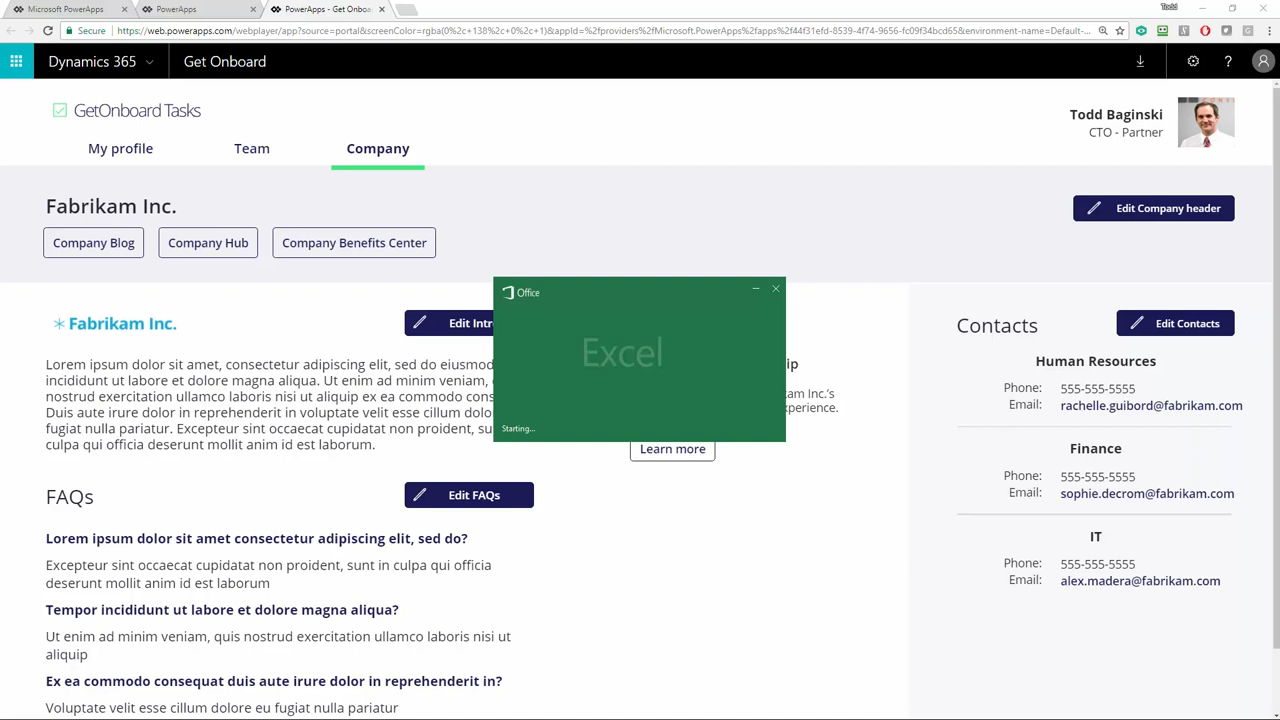 Todd
Microsoft PowerApps
PowerApps
PowerApps - Get Onboa
Secure
https://web.powerapps.com/webplayer/app?source=portal&screenColor=rgba(0%2c+138%2c+0%2c+1)&appId=%2fproviders%2fMicrosoft.PowerApps%2fapps%2f44f31efd-8539-4f74-9656-fc09f34bcd65&environment-name=Default-...
Dynamics 365
Get Onboard
GetOnboard Tasks
Todd Baginski
CTO - Partner
My profile
Team
Company
Fabrikam Inc.
Edit Company header
Company Blog
Company Hub
Company Benefits Center
Office
Excel
Starting...
Fabrikam Inc.
Edit Intr
Lorem ipsum dolor sit amet, consectetur adipiscing elit, sed do eiusmod
incididunt ut labore et dolore magna aliqua. Ut enim ad minim veniam,
nostrud exercitation ullamco laboris nisi ut aliquip ex ea commodo cons
Duis aute irure dolor in reprehenderit in voluptate velit esse cillum dolo
fugiat nulla pariatur. Excepteur sint occaecat cupidatat non proident, su
culpa qui officia deserunt mollit anim id est laborum.
ip
am Inc.'s
xperience.
Learn more
FAQs
Edit FAQs
Lorem ipsum dolor sit amet consectetur adipiscing elit, sed do?
Excepteur sint occaecat cupidatat non proident, sunt in culpa qui officia
deserunt mollit anim id est laborum
Tempor incididunt ut labore et dolore magna aliqua?
Ut enim ad minim veniam, quis nostrud exercitation ullamco laboris nisi ut
aliquip
Ex ea commodo consequat duis aute irure dolor in reprehenderit in?
Voluptate velit esse cillum dolore eu fugiat nulla pariatur
Contacts
Edit Contacts
Human Resources
Phone: 555-555-5555
Email: rachelle.guibord@fabrikam.com
Finance
Phone: 555-555-5555
Email: sophie.decrom@fabrikam.com
IT
Phone: 555-555-5555
Email: alex.madera@fabrikam.com